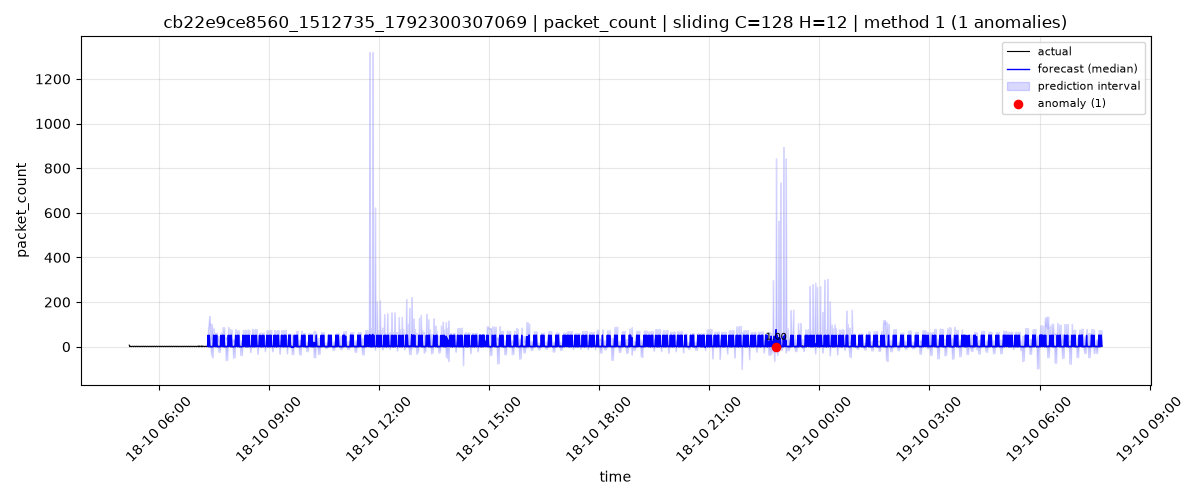 cb22e9ce8560_1512735_1792300307069 | packet_count | sliding C=128 H=12 | method 1 (1 anomalies)
actual
forecast (median)
prediction interval
anomaly (1)
packet_count
1200
1000
800
600
400
200
0
18-10 06:00
18-10 09:00
18-10 12:00
18-10 15:00
18-10 18:00
18-10 21:00
19-10 00:00
19-10 03:00
19-10 06:00
19-10 09:00
time